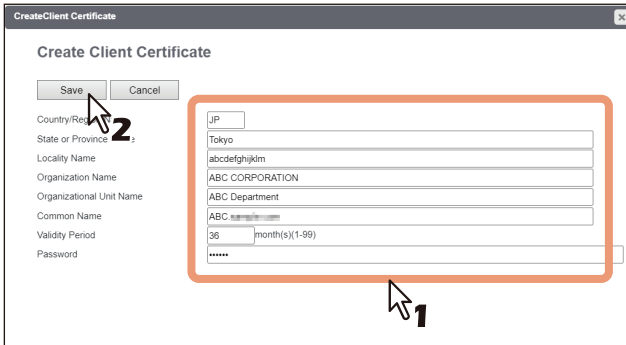 CreateClient Certificate
Create Client Certificate
Save Cancel
Country/Reg N
JP
State or Province e
Tokyo
Locality Name
abcdefghijklm
Organization Name
ABC CORPORATION
Organizational Unit Name
ABC Department
Common Name
ABC.
Validity Period
36 month(s)(1-99)
Password
••••••
2
1